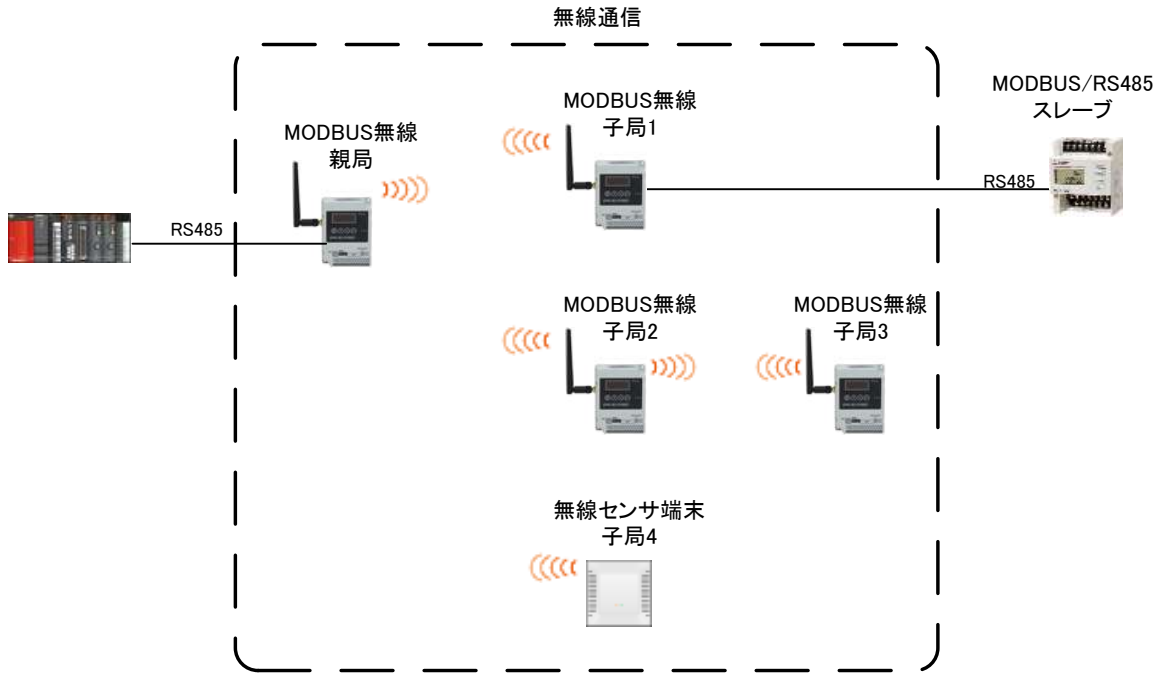 無線通信
MODBUS/RS485
スレーブ
MODBUS無線
子局1
MODBUS無線
親局
RS485
RS485
MODBUS無線
子局2
MODBUS無線
子局3
無線センサ端末
子局4